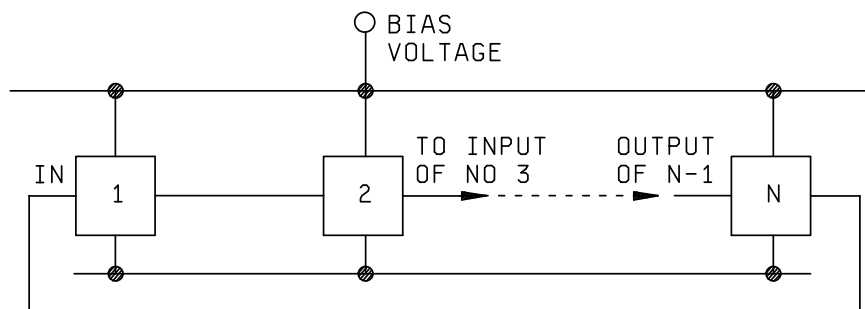 BIAS
VOLTAGE
TO INPUT
OF NO 3
OUTPUT
OF N-1
IN
1
2
N